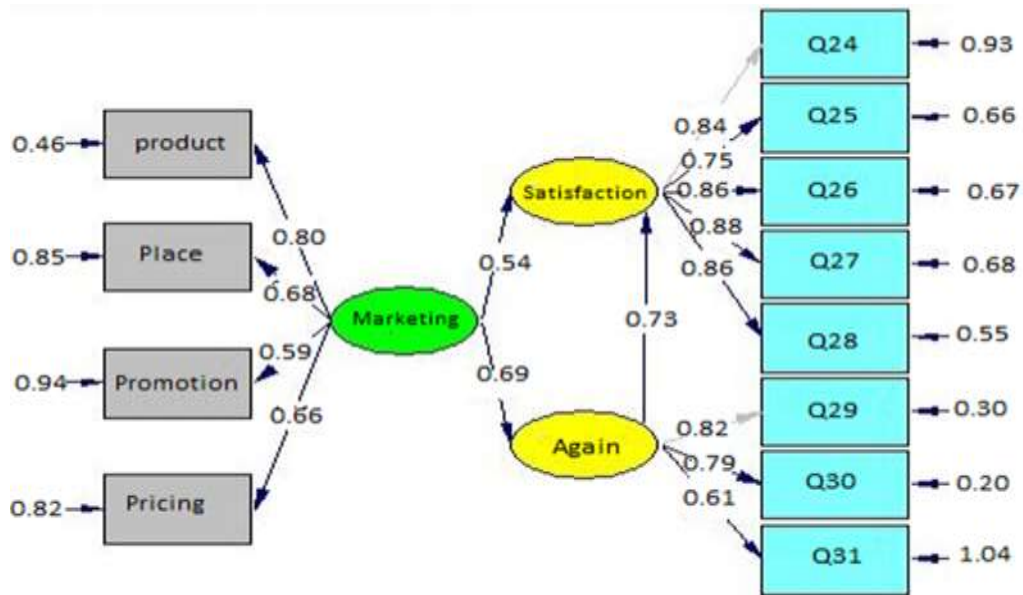 0.46
product
0.85
Place
0.94
Promotion
0.82
Pricing
0.80
0.68
0.59
0.66
Marketing
0.54
0.69
Satisfaction
0.73
Again
0.84
0.75
0.86
0.88
0.86
0.82
0.79
0.61
Q24
0.93
Q25
0.66
Q26
0.67
Q27
0.68
Q28
0.55
Q29
0.30
Q30
0.20
Q31
1.04